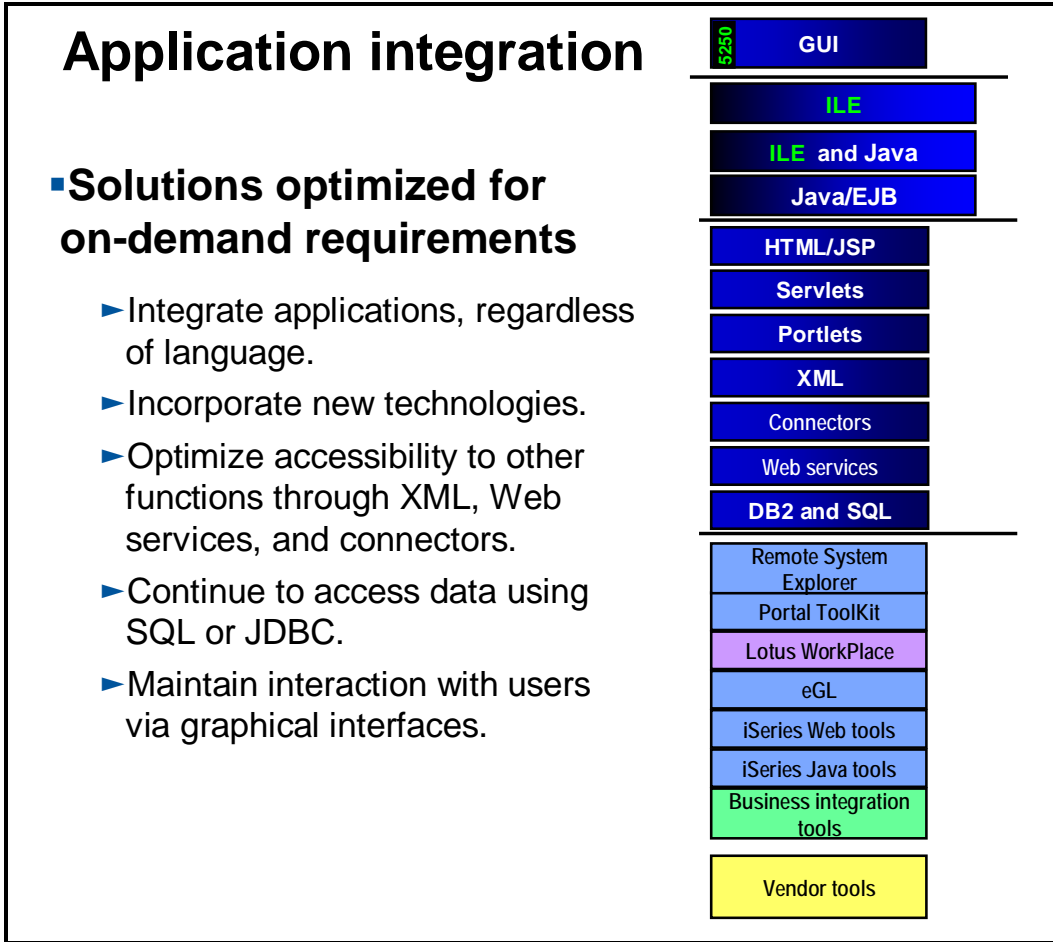 Application integration
▪Solutions optimized for
on-demand requirements
►Integrate applications, regardless
of language.
►Incorporate new technologies.
►Optimize accessibility to other
functions through XML, Web
services, and connectors.
►Continue to access data using
SQL or JDBC.
►Maintain interaction with users
via graphical interfaces.
5250
GUI
ILE
ILE and Java
Java/EJB
HTML/JSP
Servlets
Portlets
XML
Connectors
Web services
DB2 and SQL
Remote System
Explorer
Portal ToolKit
Lotus WorkPlace
eGL
iSeries Web tools
iSeries Java tools
Business integration
tools
Vendor tools